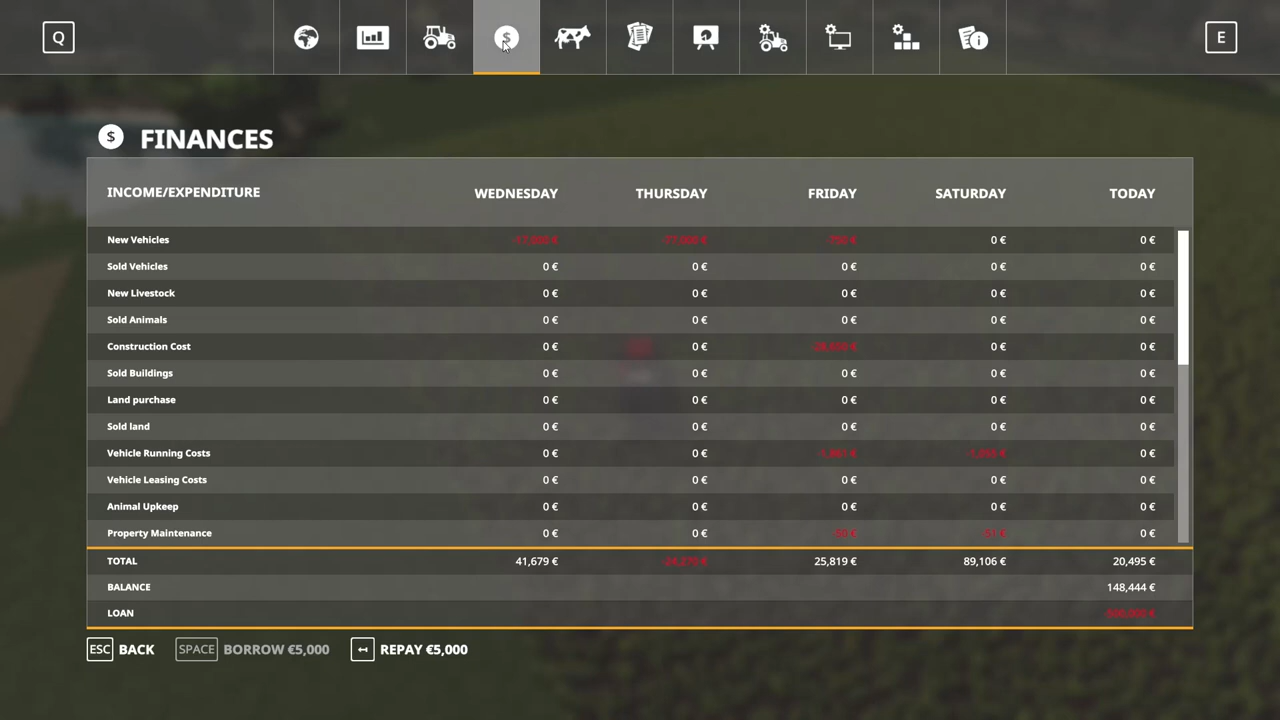 Q
$
E
$ FINANCES
INCOME/EXPENDITURE WEDNESDAY THURSDAY FRIDAY SATURDAY TODAY
New Vehicles 0 € 0 €
Sold Vehicles 0 € 0 € 0 € 0 € 0 €
New Livestock 0 € 0 € 0 € 0 € 0 €
Sold Animals 0 € 0 € 0 € 0 € 0 €
Construction Cost 0 € 0 € 0 € 0 €
Sold Buildings 0 € 0 € 0 € 0 € 0 €
Land purchase 0 € 0 € 0 € 0 € 0 €
Sold land 0 € 0 € 0 € 0 € 0 €
Vehicle Running Costs 0 € 0 € 0 €
Vehicle Leasing Costs 0 € 0 € 0 € 0 € 0 €
Animal Upkeep 0 € 0 € 0 € 0 € 0 €
Property Maintenance 0 € 0 € 0 €
TOTAL 41,679 € 25,819 € 89,106 € 20,495 €
BALANCE 148,444 €
LOAN
ESC BACK SPACE BORROW €5,000 REPAY €5,000